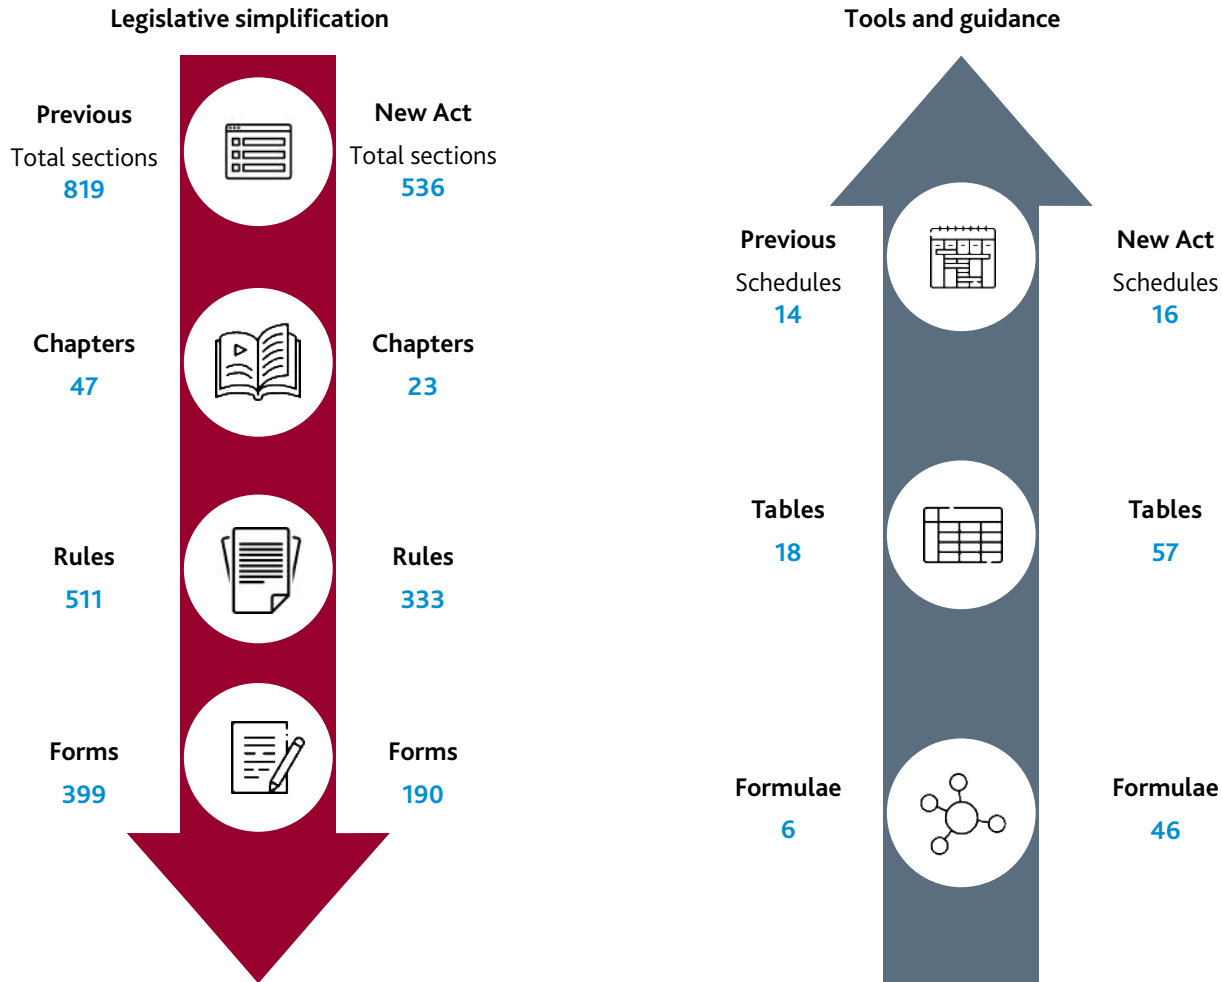 Legislative simplification
Previous
Total sections
819
New Act
Total sections
536
Chapters
47
Chapters
23
Rules
511
Rules
333
Forms
399
Forms
190
Tools and guidance
Previous
Schedules
14
New Act
Schedules
16
Tables
18
Tables
57
Formulae
6
Formulae
46